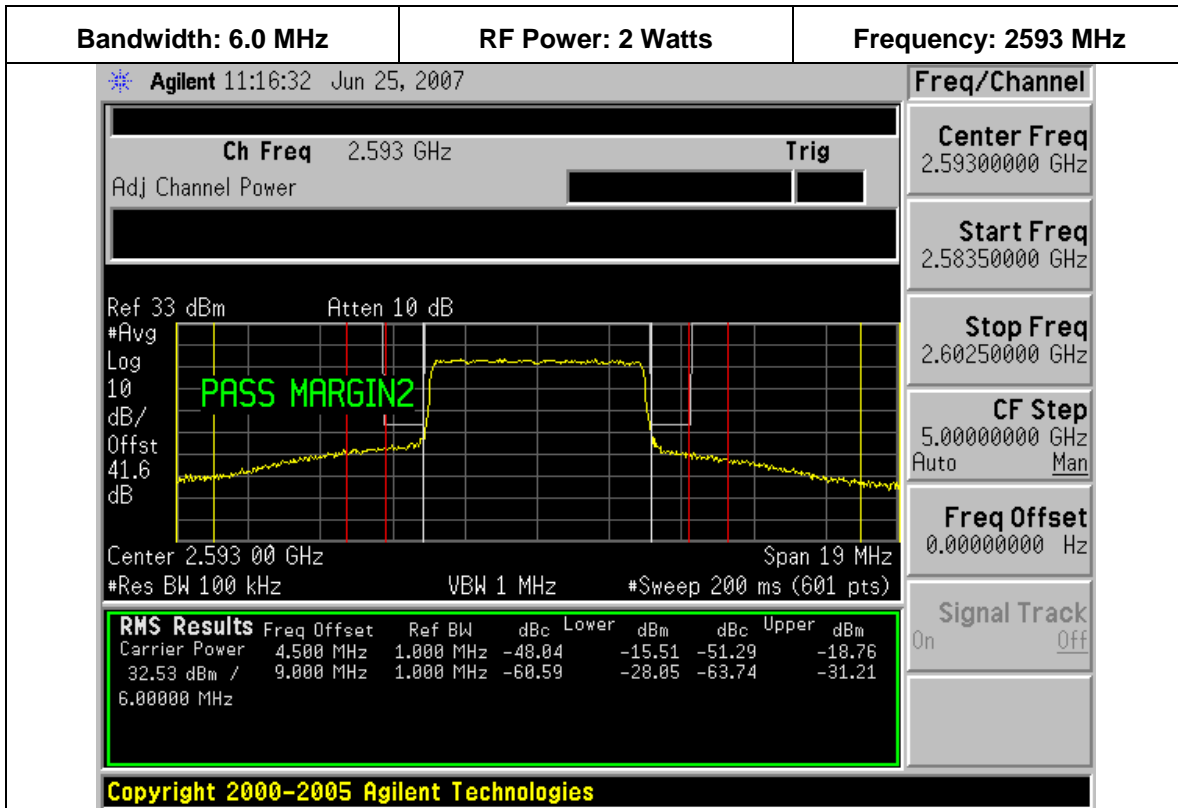 Bandwidth: 6.0 MHz RF Power: 2 Watts Frequency: 2593 MHz
Agilent 11:16:32 Jun 25, 2007 Freq/Channel
Ch Freq 2.593 GHz Trig
Adj Channel Power
Center Freq
2.59300000 GHz
Start Freq
2.58350000 GHz
Stop Freq
2.60250000 GHz
CF Step
5.00000000 GHz
Auto Man
Freq Offset
0.00000000 Hz
Signal Track
On Off
Ref 33 dBm Atten 10 dB
#Avg
Log
10
dB/
Offst
41.6
dB
PASS MARGIN2
Center 2.593 00 GHz Span 19 MHz
#Res BW 100 kHz VBW 1 MHz #Sweep 200 ms (601 pts)
RMS Results Freq Offset Ref BW dBc Lower dBm dBc Upper dBm
Carrier Power 4.500 MHz 1.000 MHz -48.04 -15.51 -51.29 -18.76
32.53 dBm / 9.000 MHz 1.000 MHz -60.59 -28.05 -63.74 -31.21
6.00000 MHz
Copyright 2000-2005 Agilent Technologies